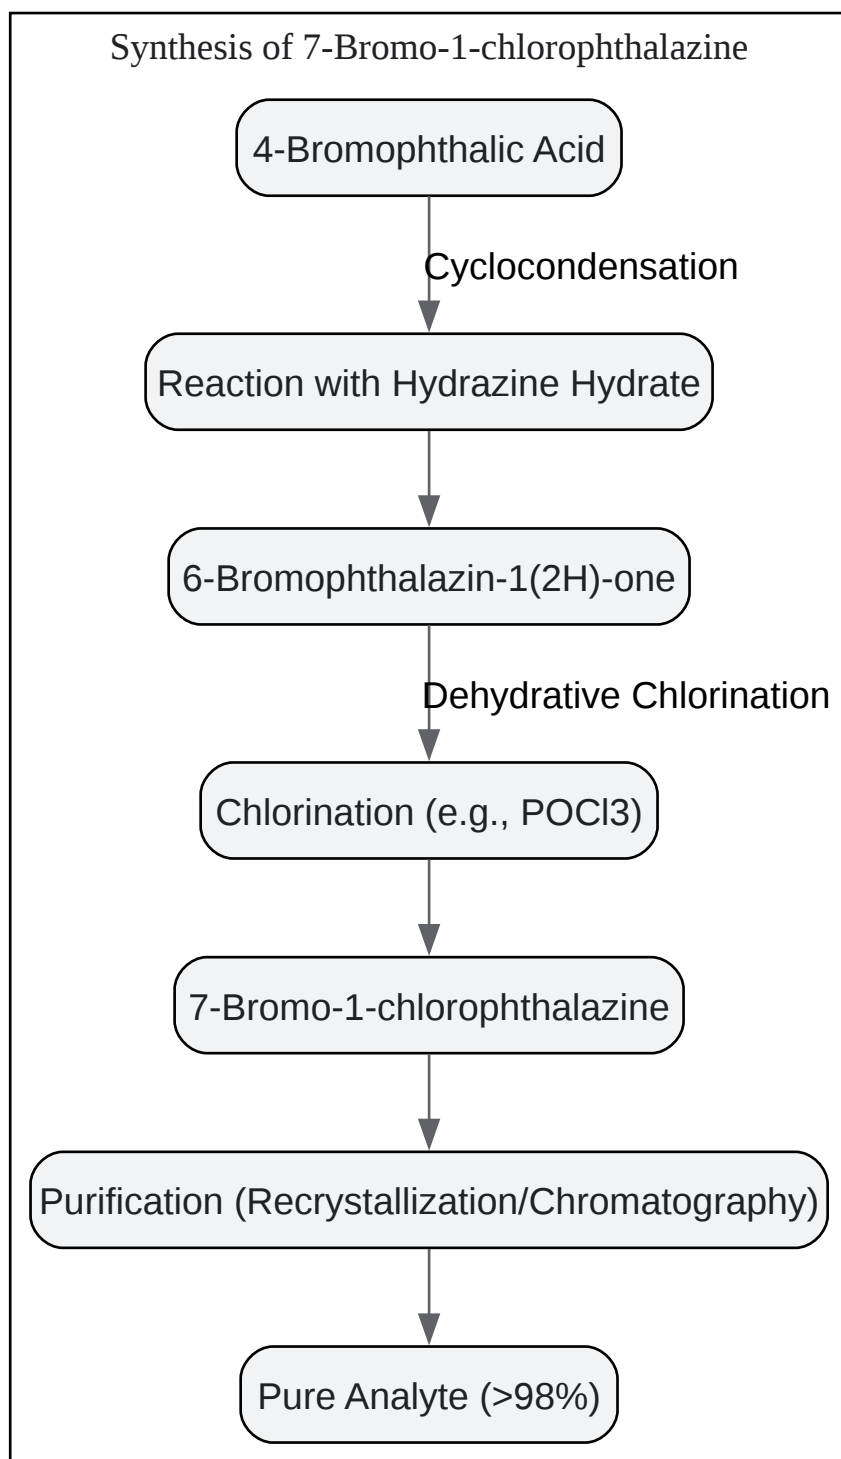 Synthesis of 7-Bromo-1-chlorophthalazine
4-Bromophthalic Acid
Cyclocondensation
Reaction with Hydrazine Hydrate
6-Bromophthalazin-1(2H)-one
Dehydrative Chlorination
Chlorination (e.g., POCl3)
7-Bromo-1-chlorophthalazine
Purification (Recrystallization/Chromatography)
Pure Analyte (>98%)